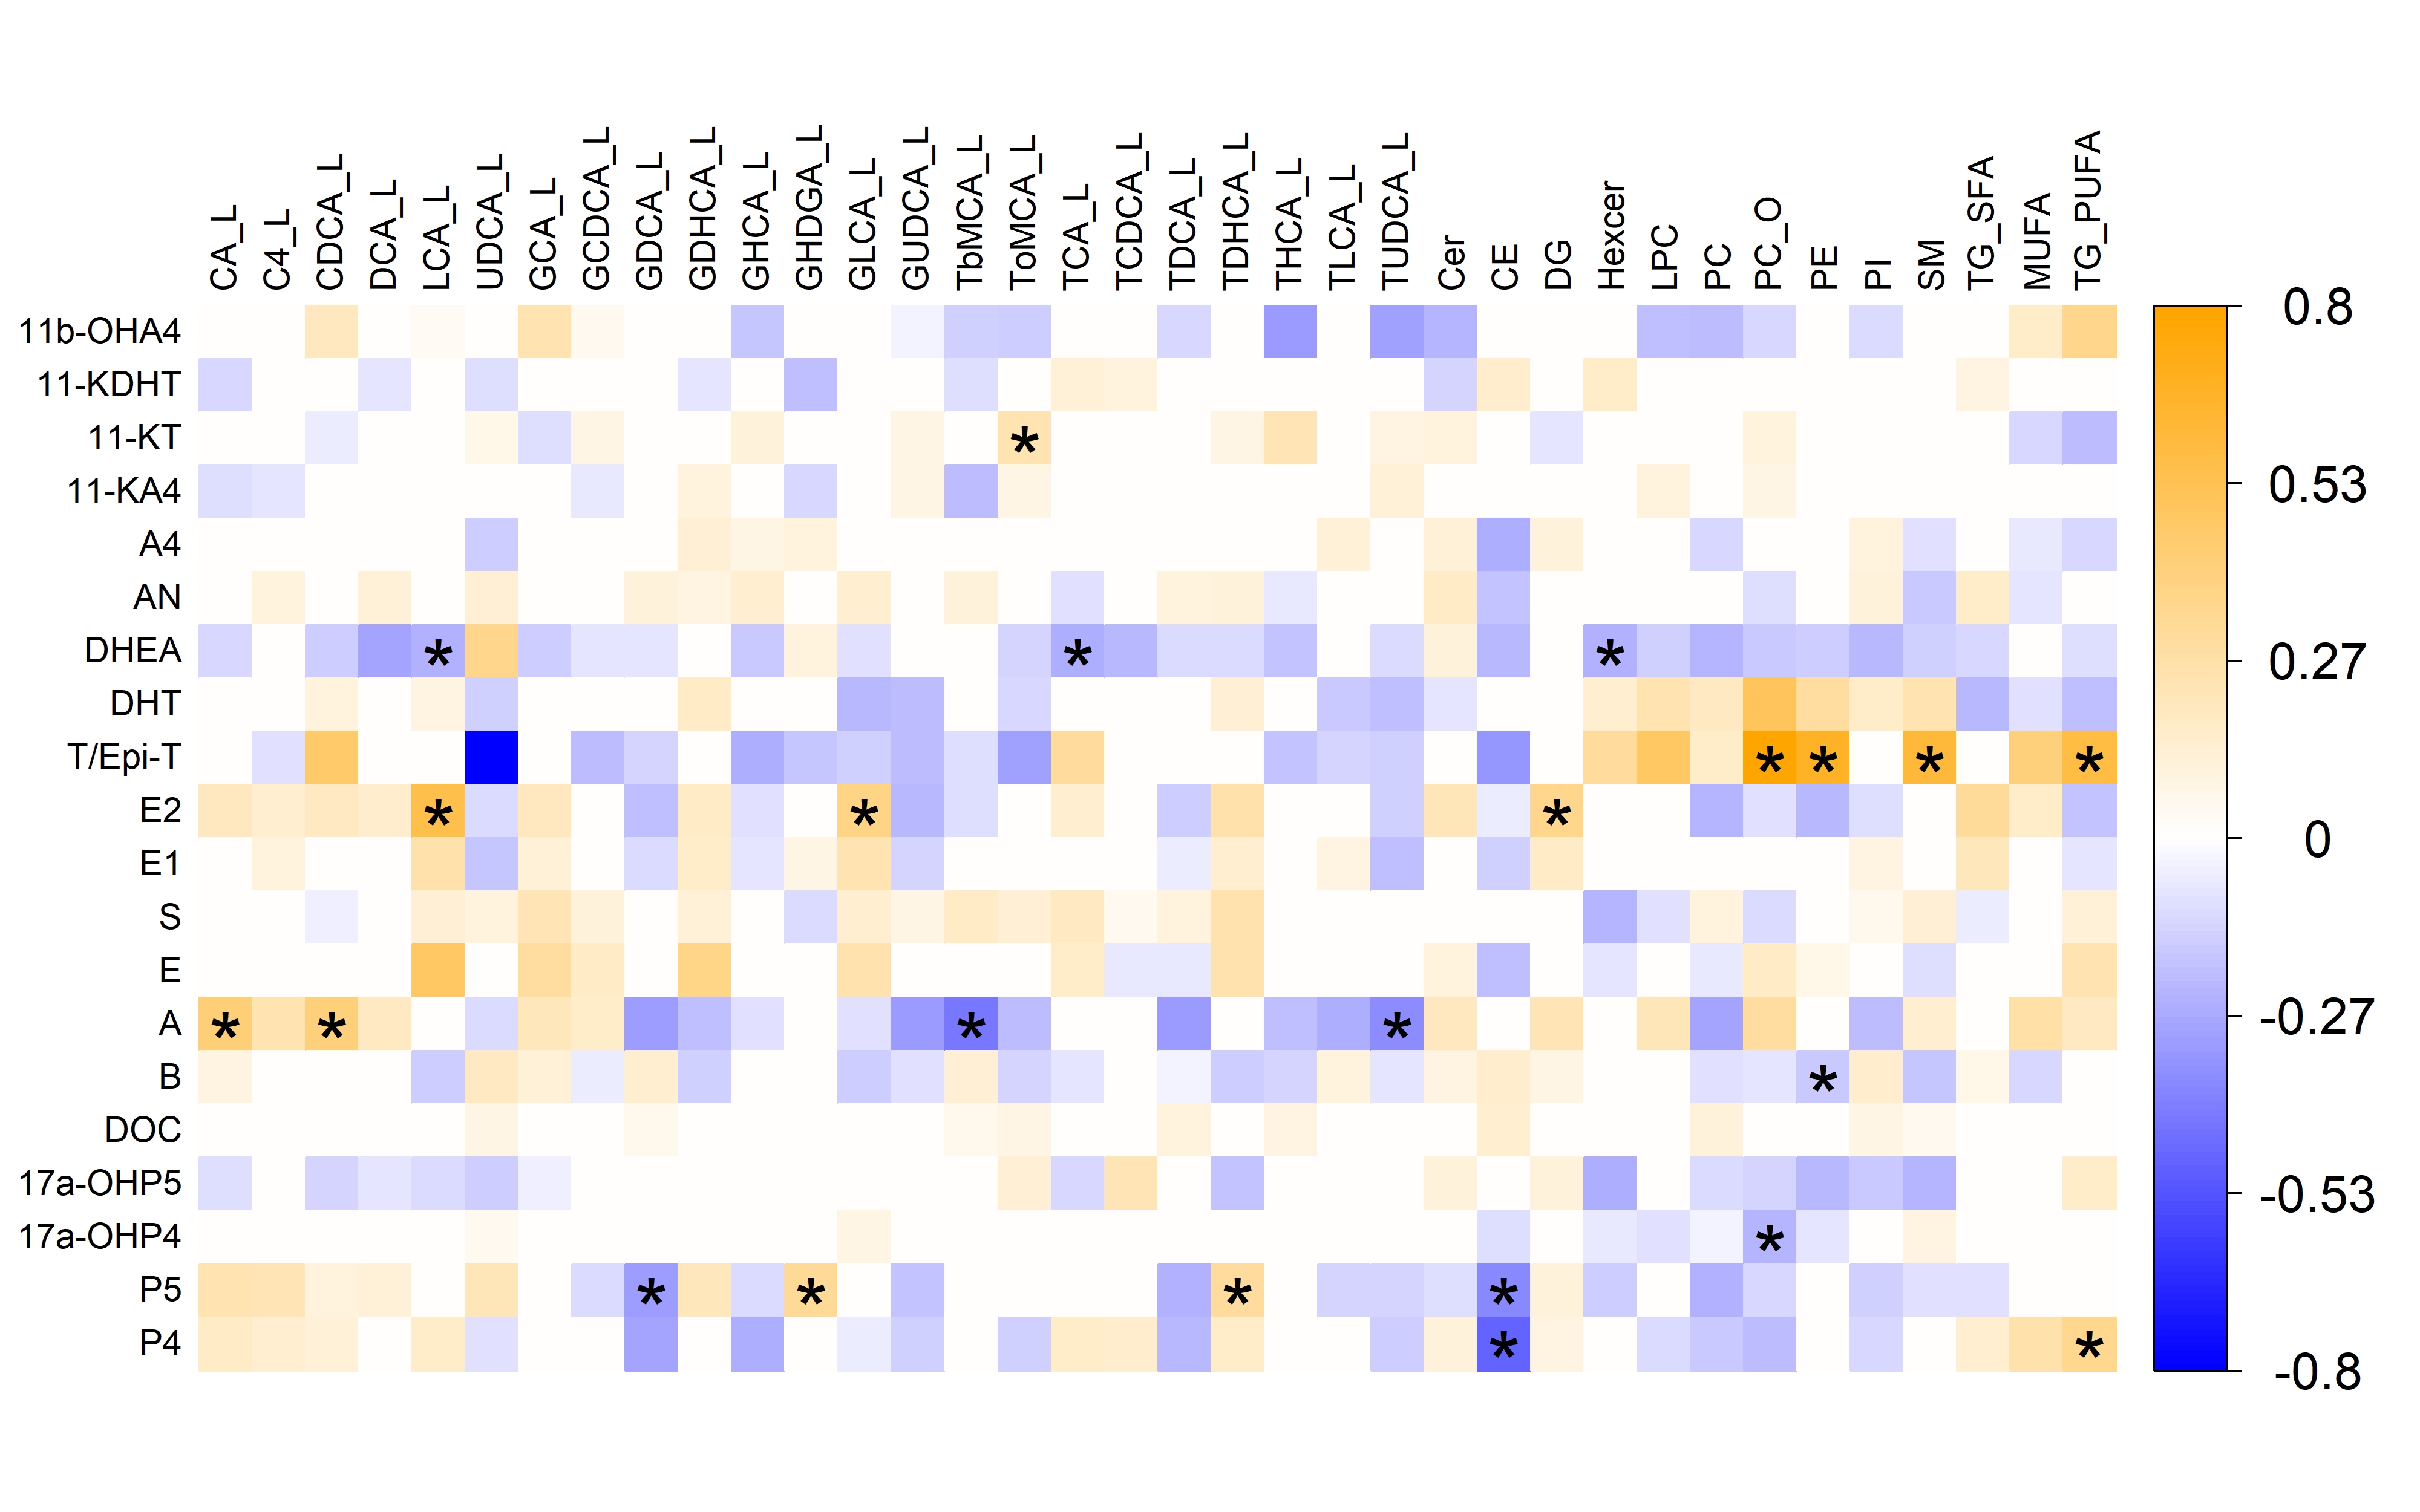 CA_L
C4_L
CDCA_L
DCA_L
LCA_L
UDCA_L
GCA_L
GCDCA_L
GDCA_L
GDHCA_L
GHCA_L
GHDGA_L
GLCA_L
GUDCA_L
TbMCA_L
ToMCA_L
TCA_L
TCDCA_L
TDCA_L
TDHCA_L
THCA_L
TLCA_L
TUDCA_L
Cer
CE
DG
Hexcer
LPC
PC
PC_O
PE
PI
SM
TG_SFA
MUFA
TG_PUFA
11b-OHA4
11-KDHT
11-KT *
11-KA4
A4
AN
DHEA * * *
DHT
T/Epi-T * * * *
E2 * * *
E1
S
E
A * * * *
B *
DOC
17a-OHP5
17a-OHP4 *
P5 * * * *
P4 * *
0.8
0.53
0.27
0
-0.27
-0.53
-0.8